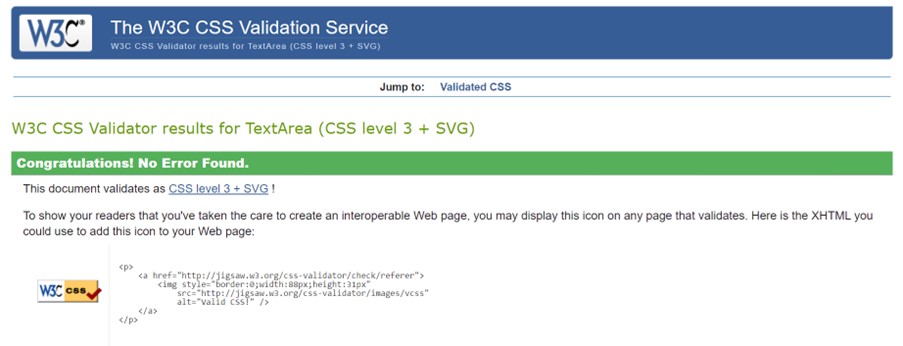 W3C®
The W3C CSS Validation Service
W3C CSS Validator results for TextArea (CSS level 3 + SVG)
Jump to: Validated CSS
W3C CSS Validator results for TextArea (CSS level 3 + SVG)
Congratulations! No Error Found.
This document validates as CSS level 3 + SVG !
To show your readers that you've taken the care to create an interoperable Web page, you may display this icon on any page that validates. Here is the XHTML you
could use to add this icon to your Web page:
W3C css
<p>
<a href="http://jigsaw.w3.org/css-validator/check/referer">
<img style="border:0;width:88px;height:31px"
src="http://jigsaw.w3.org/css-validator/images/vcss"
alt="Valid CSS!" />
</a>
</p>